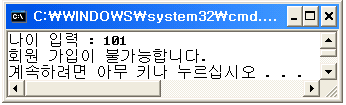 C:₩WINDOWS₩system32₩cmd....
나이 입력 : 101
회원 가입이 불가능합니다.
계속하려면 아무 키나 누르십시오 . . .